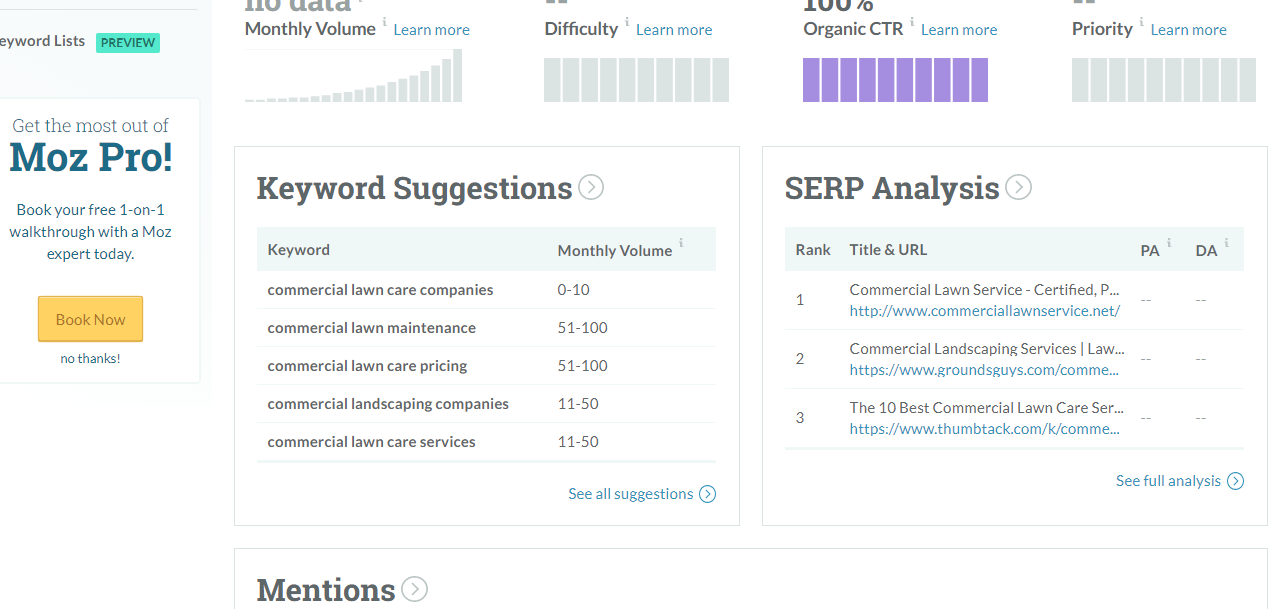 no data
--
100%
--
Monthly Volume i Learn more
Difficulty i Learn more
Organic CTR i Learn more
Priority i Learn more
eyword Lists PREVIEW
Get the most out of
Moz Pro!
Book your free 1-on-1
walkthrough with a Moz
expert today.
Book Now
no thanks!
Keyword Suggestions
Keyword Monthly Volume i
commercial lawn care companies 0-10
commercial lawn maintenance 51-100
commercial lawn care pricing 51-100
commercial landscaping companies 11-50
commercial lawn care services 11-50
See all suggestions
SERP Analysis
Rank Title & URL PA i DA i
1 Commercial Lawn Service - Certified, P... -- --
http://www.commerciallawnservice.net/
2 Commercial Landscaping Services | Law... -- --
https://www.groundsguys.com/comme...
3 The 10 Best Commercial Lawn Care Ser... -- --
https://www.thumbtack.com/k/comme...
See full analysis
Mentions